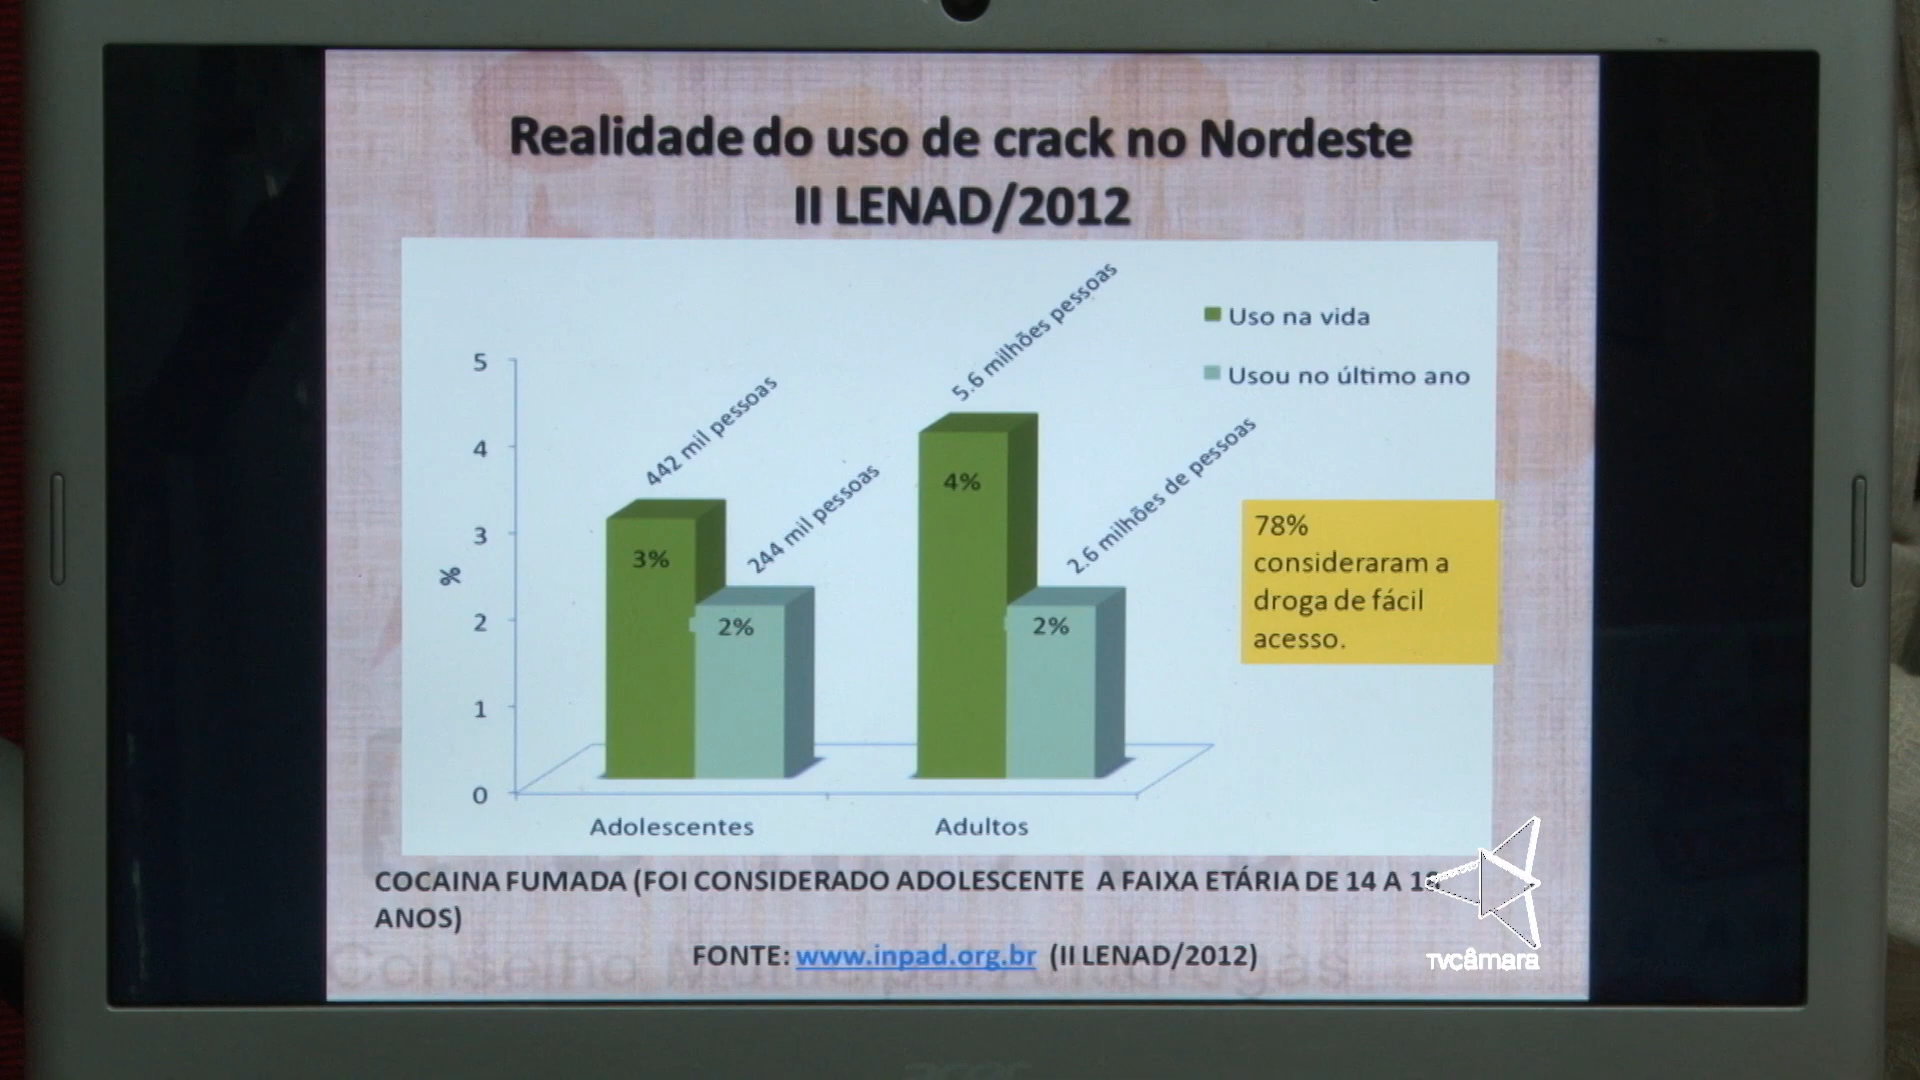 Realidade do uso de crack no Nordeste
II LENAD/2012
5.6 milhões pessoas
Uso na vida
Usou no último ano
442 mil pessoas
244 mil pessoas
2.6 milhões de pessoas
5
4
3
2
1
0
%
3%
2%
4%
2%
78%
consideraram a
droga de fácil
acesso.
Adolescentes
Adultos
COCAINA FUMADA (FOI CONSIDERADO ADOLESCENTE A FAIXA ETÁRIA DE 14 A
ANOS)
FONTE: www.inpad.org.br (II LENAD/2012)
Conselho Municipal
TVCâmara
acer